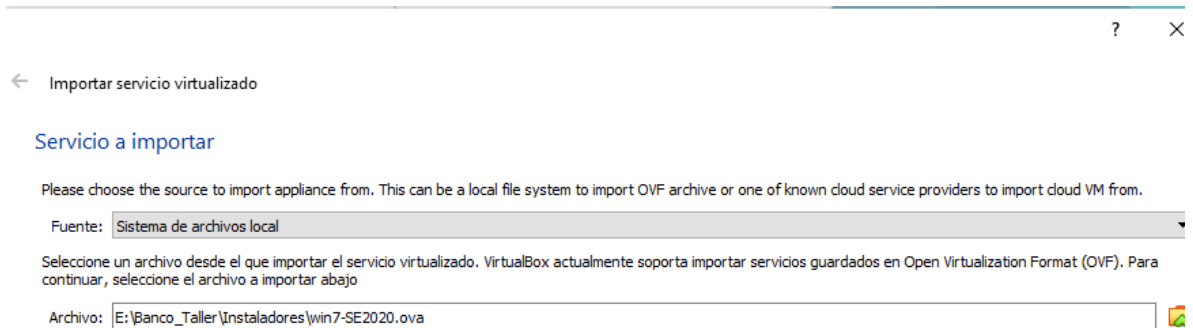 ?
Importar servicio virtualizado
Servicio a importar
Please choose the source to import appliance from. This can be a local file system to import OVF archive or one of known cloud service providers to import cloud VM from.
Fuente: Sistema de archivos local
Seleccione un archivo desde el que importar el servicio virtualizado. VirtualBox actualmente soporta importar servicios guardados en Open Virtualization Format (OVF). Para
continuar, seleccione el archivo a importar abajo
Archivo: E:\Banco_Taller\Instaladores\win7-SE2020.ova